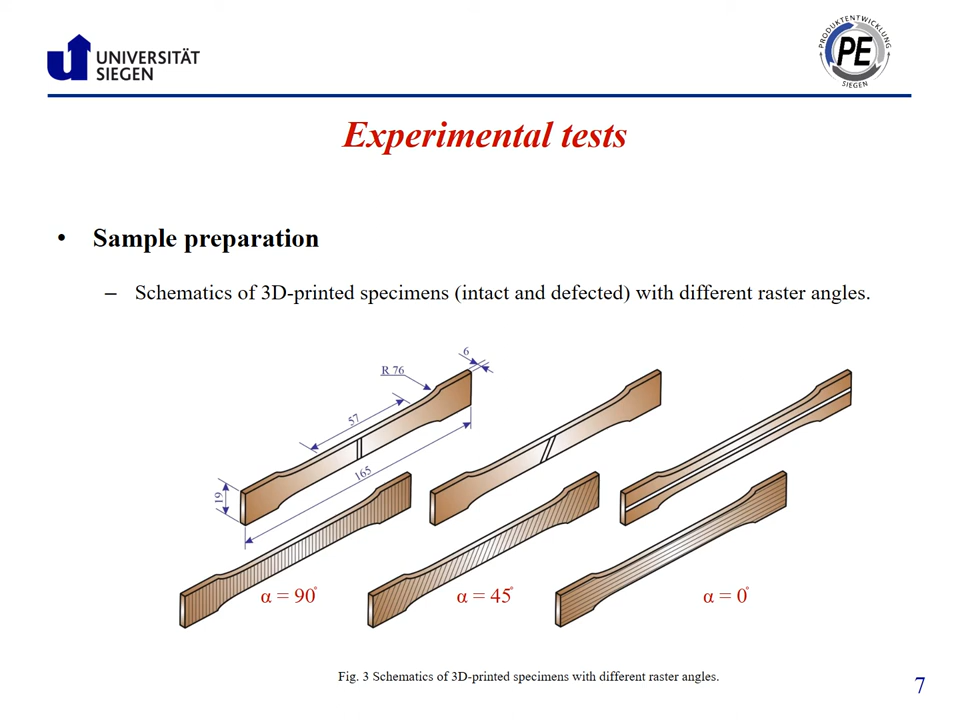 UNIVERSITÄT
SIEGEN
PRODUKTENTWICKLUNG
PE
SIEGEN
Experimental tests
• Sample preparation
– Schematics of 3D-printed specimens (intact and defected) with different raster angles.
6
R 76
57
165
19
α = 90°
α = 45°
α = 0°
Fig. 3 Schematics of 3D-printed specimens with different raster angles.
7